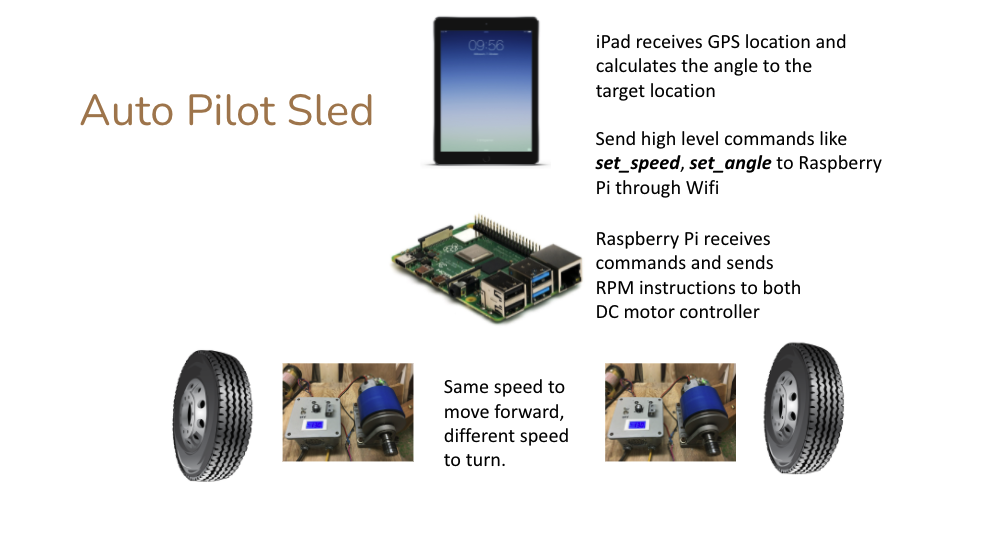 Auto Pilot Sled
09:56
iPad receives GPS location and
calculates the angle to the
target location
Send high level commands like
set_speed, set_angle to Raspberry
Pi through Wifi
Raspberry Pi receives
commands and sends
RPM instructions to both
DC motor controller
Same speed to
move forward,
different speed
to turn.